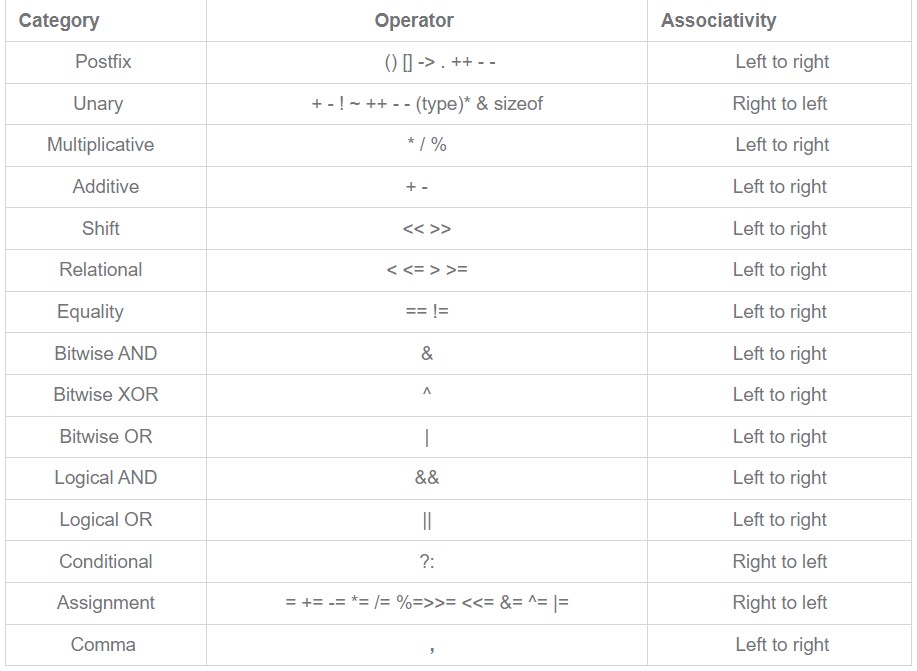 Category Operator Associativity
Postfix () [] -> . ++ - - Left to right
Unary + - ! ~ ++ - - (type)* & sizeof Right to left
Multiplicative * / % Left to right
Additive + - Left to right
Shift << >> Left to right
Relational < <= > >= Left to right
Equality == != Left to right
Bitwise AND & Left to right
Bitwise XOR ^ Left to right
Bitwise OR | Left to right
Logical AND && Left to right
Logical OR || Left to right
Conditional ?: Right to left
Assignment = += -= *= /= %=>>= <<= &= ^= |= Right to left
Comma , Left to right